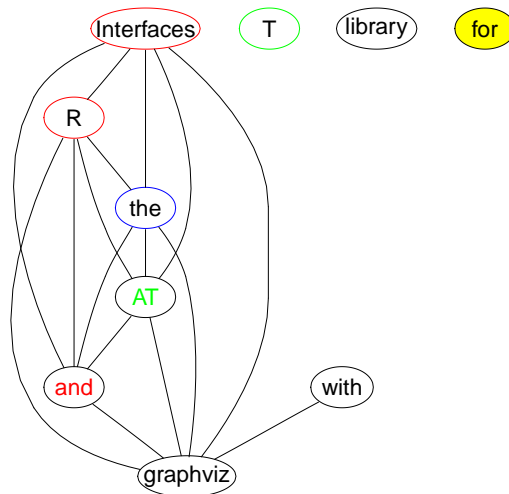 Interfaces T library for
R
the
AT
and with
graphviz